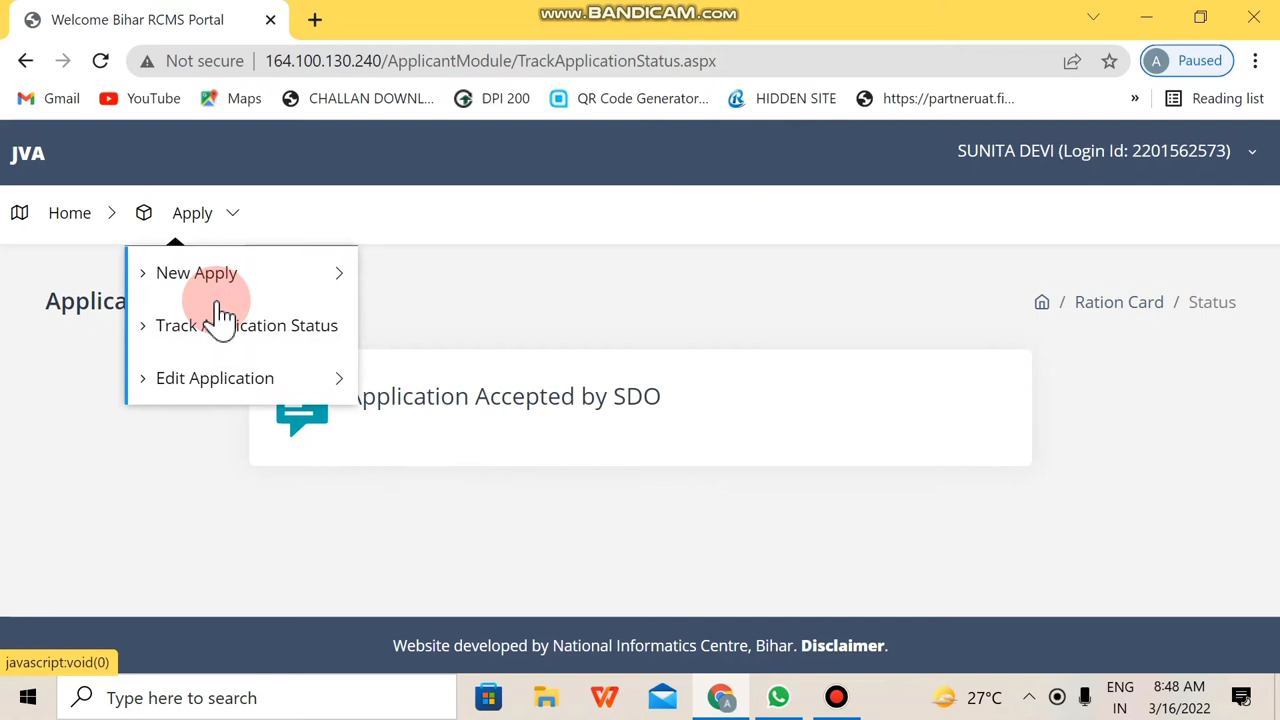 www.BANDICAM.com
Welcome Bihar RCMS Portal
Not secure 164.100.130.240/ApplicantModule/TrackApplicationStatus.aspx
A Paused
Gmail YouTube Maps CHALLAN DOWNL... DPI 200 QR Code Generator... HIDDEN SITE https://partneruat.fi... » Reading list
JVA
SUNITA DEVI (Login Id: 2201562573)
Home Apply
New Apply
Applica
Ration Card / Status
Track Application Status
Edit Application
Application Accepted by SDO
Website developed by National Informatics Centre, Bihar. Disclaimer.
javascript:void(0)
Type here to search
27°C
ENG
IN
8:48 AM
3/16/2022